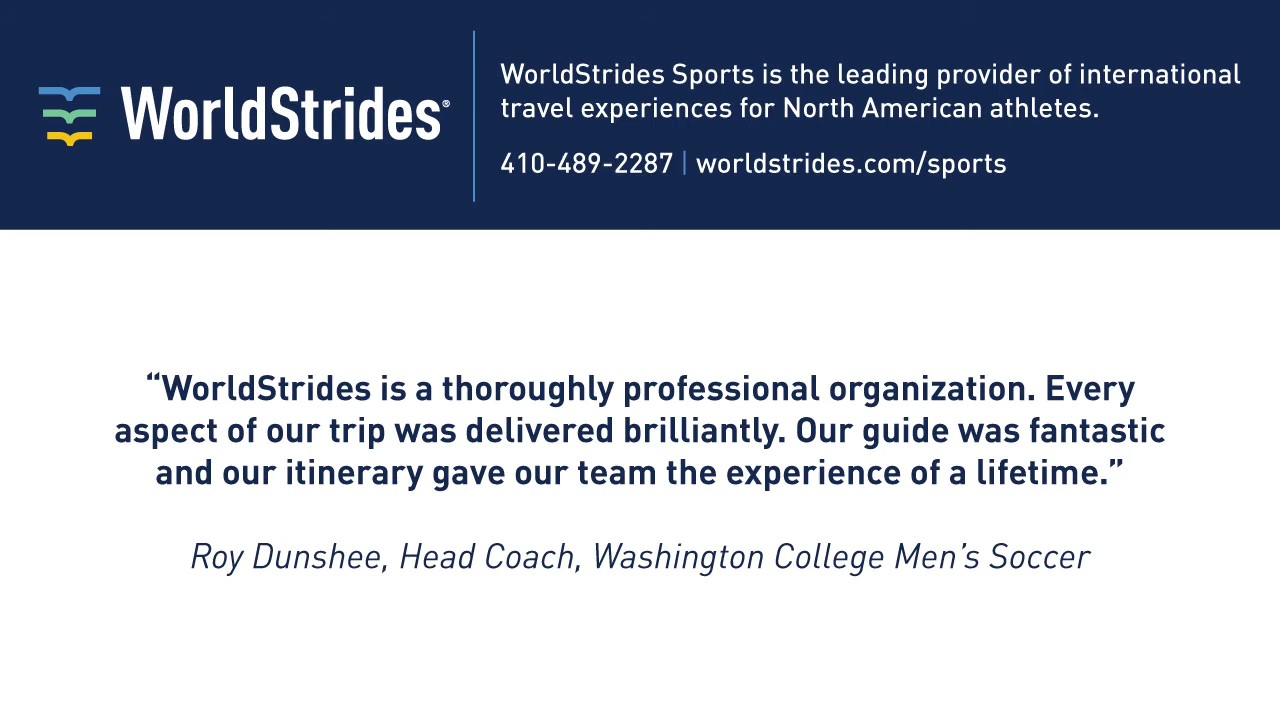 WorldStrides®
WorldStrides Sports is the leading provider of international
travel experiences for North American athletes.
410-489-2287 | worldstrides.com/sports
“WorldStrides is a thoroughly professional organization. Every
aspect of our trip was delivered brilliantly. Our guide was fantastic
and our itinerary gave our team the experience of a lifetime.”
Roy Dunshee, Head Coach, Washington College Men’s Soccer